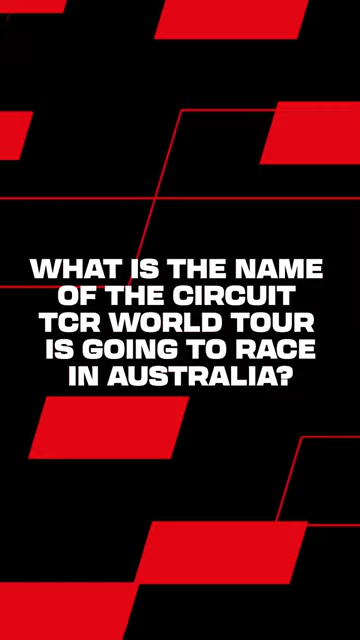 WHAT IS THE NAME
OF THE CIRCUIT
TCR WORLD TOUR
IS GOING TO RACE
IN AUSTRALIA?